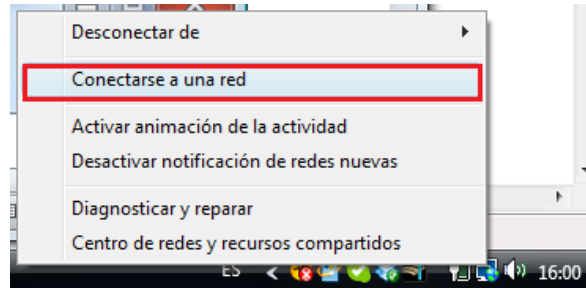 Desconectar de
Conectarse a una red
Activar animación de la actividad
Desactivar notificación de redes nuevas
Diagnosticar y reparar
Centro de redes y recursos compartidos
ES
16:00